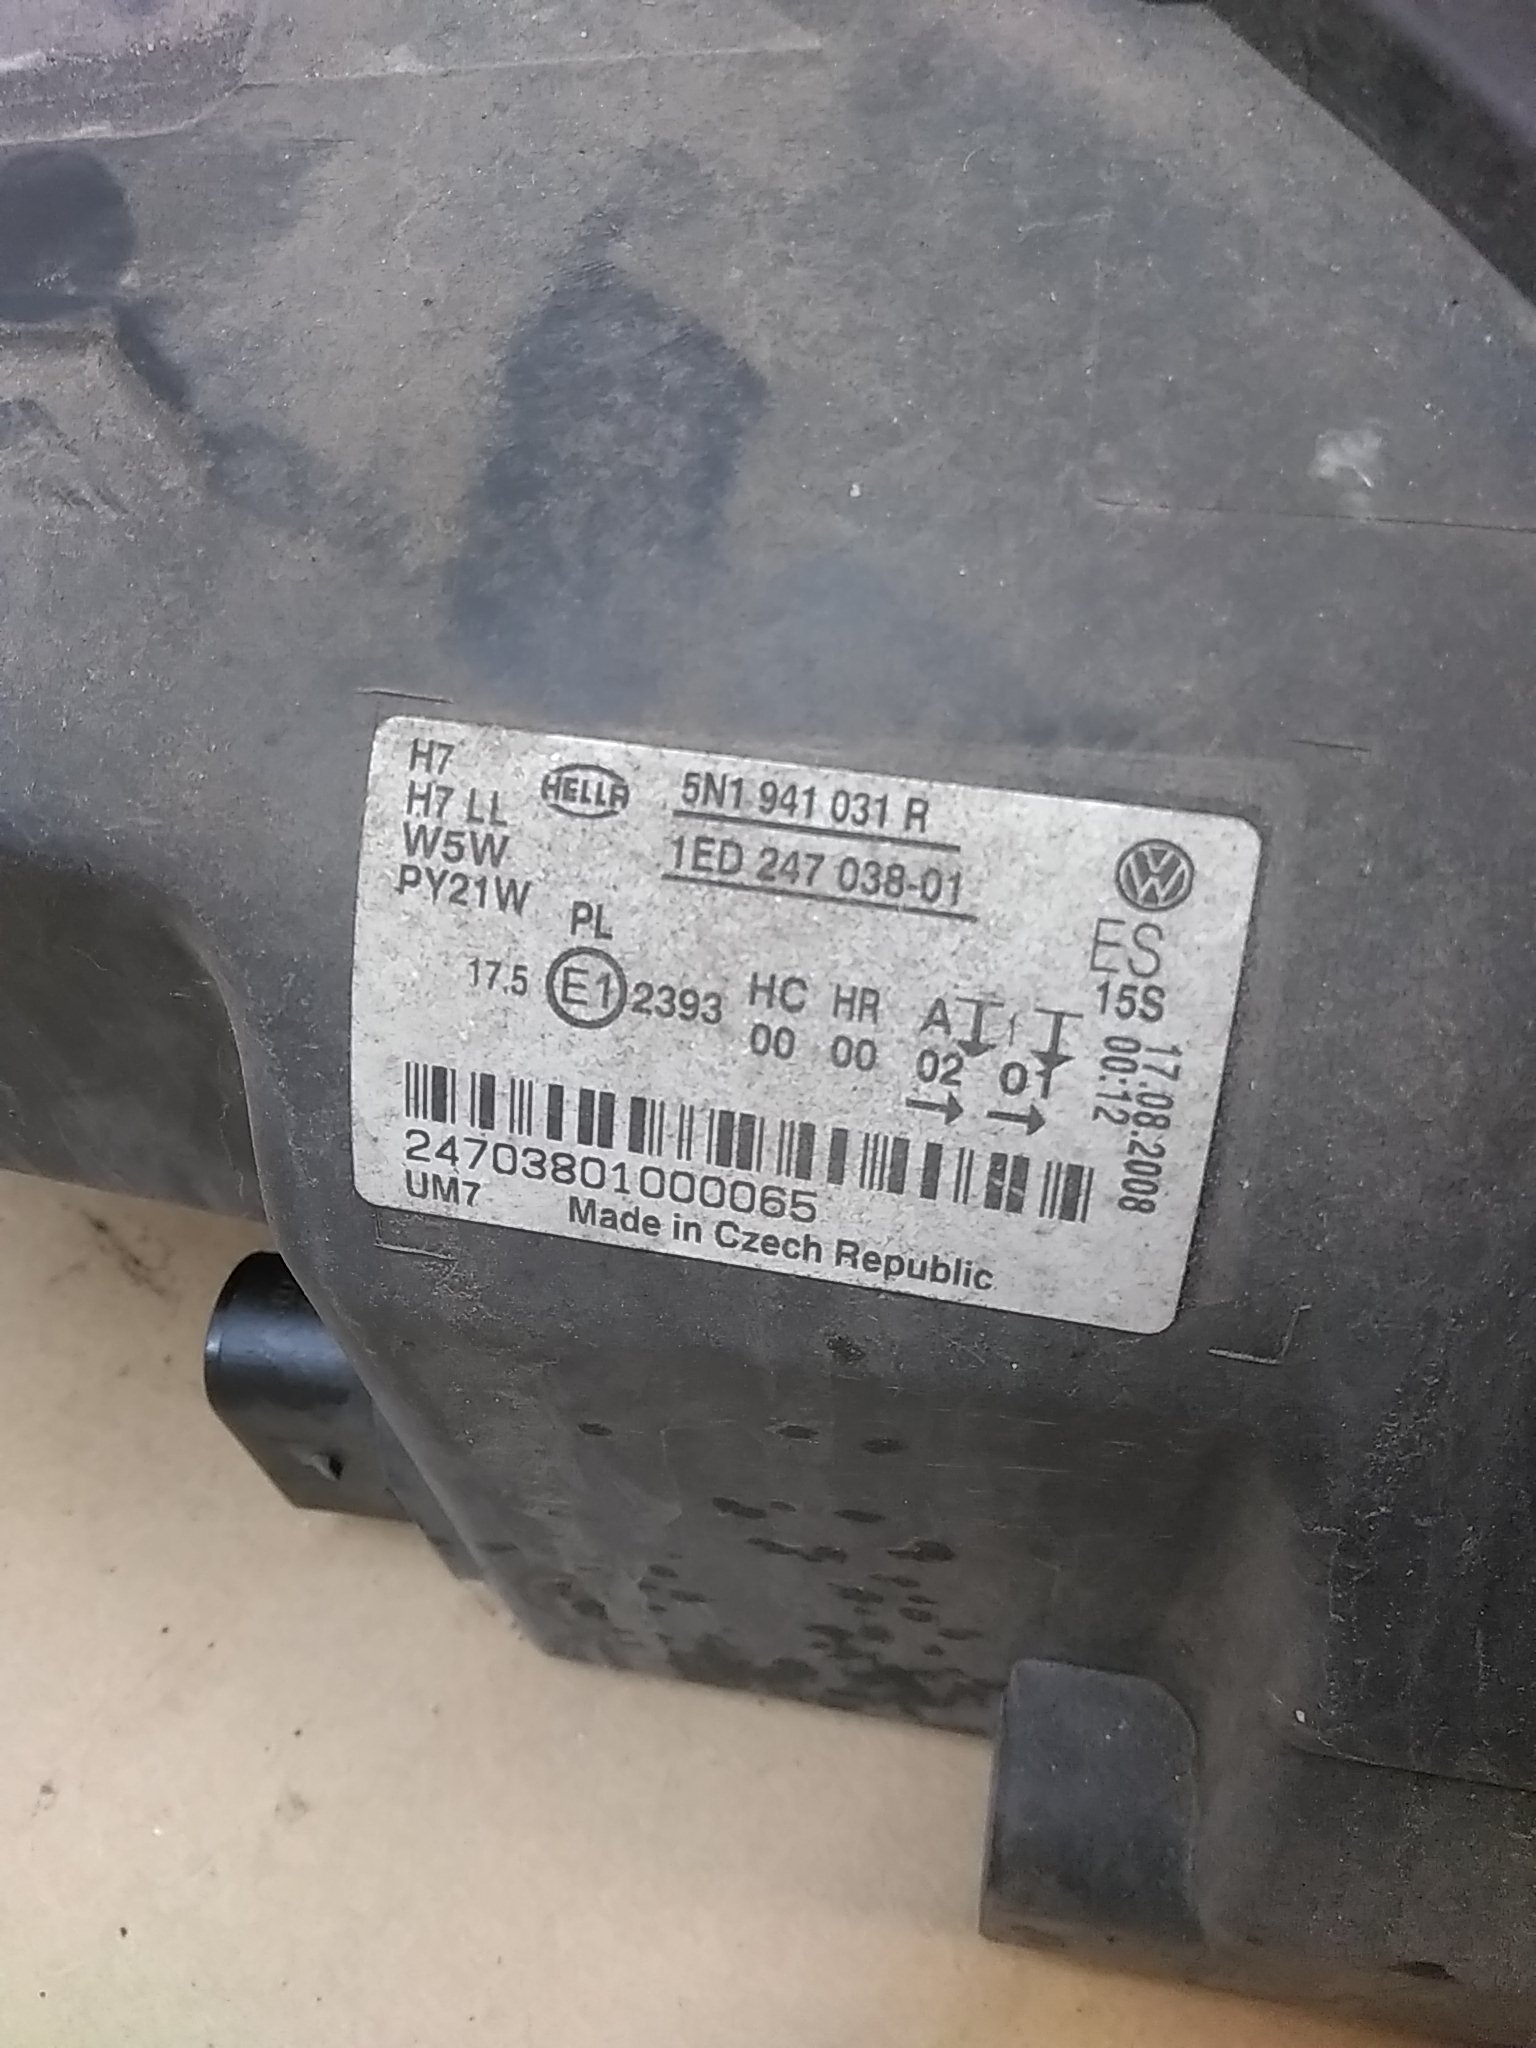 H7
H7 LL
W5W
PY21W
HELLA
5N1 941 031 R
1ED 247 038-01
PL
17.5 E1 2393
HC HR A
00 00 02 01
ES
15S
17.08.2008
00:12
24703801000065
UM7 Made in Czech Republic